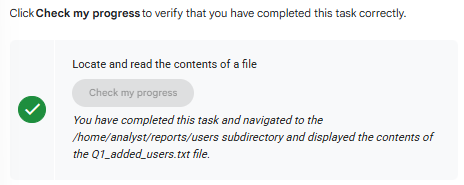 Click Check my progress to verify that you have completed this task correctly.
Locate and read the contents of a file
Check my progress
You have completed this task and navigated to the
/home/analyst/reports/users subdirectory and displayed the contents of
the Q1_added_users.txt file.